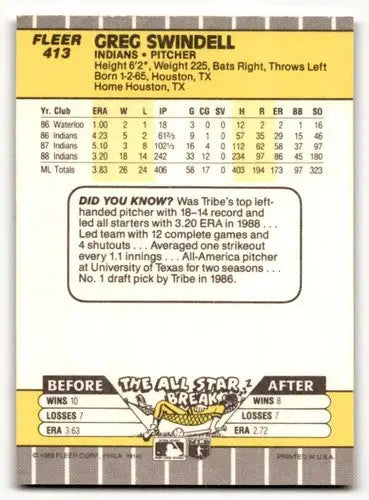 FLEER
413
GREG SWINDELL
INDIANS • PITCHER
Height 6'2", Weight 225, Bats Right, Throws Left
Born 1-2-65, Houston, TX
Home Houston, TX
Yr. Club ERA W L IP G CG SV H R ER BB SO
86 Waterloo 1.00 2 1 18 3 0 0 12 2 2 1 16
86 Indians 4.23 5 2 61⅔ 9 1 0 57 35 29 15 46
87 Indians 5.10 3 8 102⅓ 16 4 0 112 62 58 37 97
88 Indians 3.20 18 14 242 33 12 0 234 97 86 45 180
ML Totals 3.83 26 24 406 58 17 0 403 194 173 97 323
DID YOU KNOW? Was Tribe's top left-
handed pitcher with 18–14 record and
led all starters with 3.20 ERA in 1988 . . .
Led team with 12 complete games and
4 shutouts . . . Averaged one strikeout
every 1.1 innings . . . All-America pitcher
at University of Texas for two seasons . . .
No. 1 draft pick by Tribe in 1986.
BEFORE THE ALL STAR BREAK AFTER
WINS 10 WINS 8
LOSSES 7 LOSSES 7
ERA 3.63 ERA 2.72
© 1989 FLEER CORP., PHILA. 19141 PRINTED IN U.S.A.